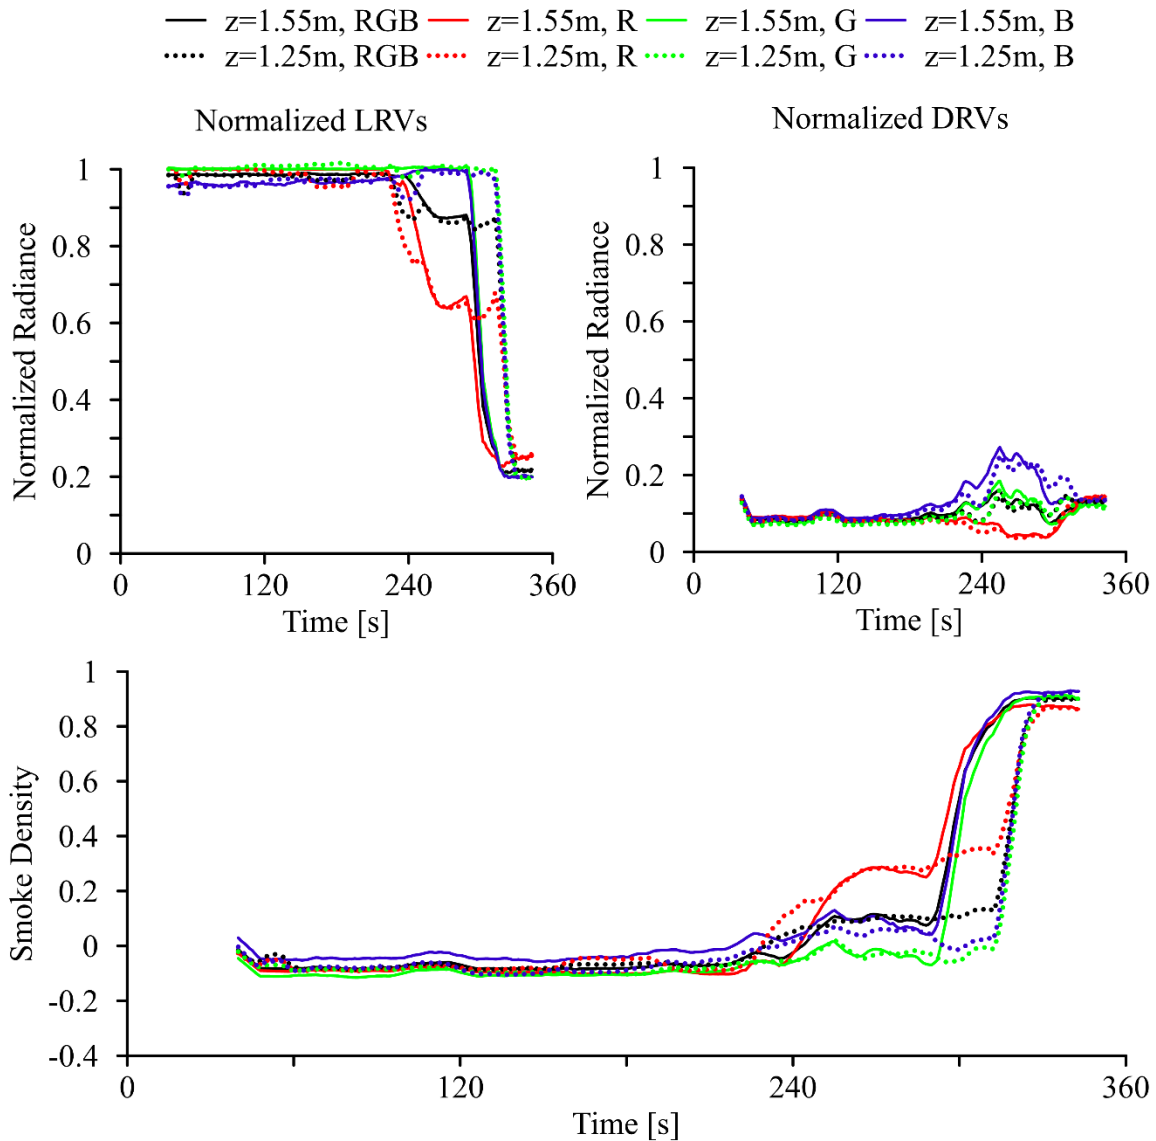 z=1.55m, RGB z=1.55m, R z=1.55m, G z=1.55m, B
z=1.25m, RGB z=1.25m, R z=1.25m, G z=1.25m, B
Normalized LRVs
Normalized Radiance
1
0.8
0.6
0.4
0.2
0
0 120 240 360
Time [s]
Normalized DRVs
Normalized Radiance
1
0.8
0.6
0.4
0.2
0
0 120 240 360
Time [s]
Smoke Density
1
0.8
0.6
0.4
0.2
0
-0.2
-0.4
0 120 240 360
Time [s]